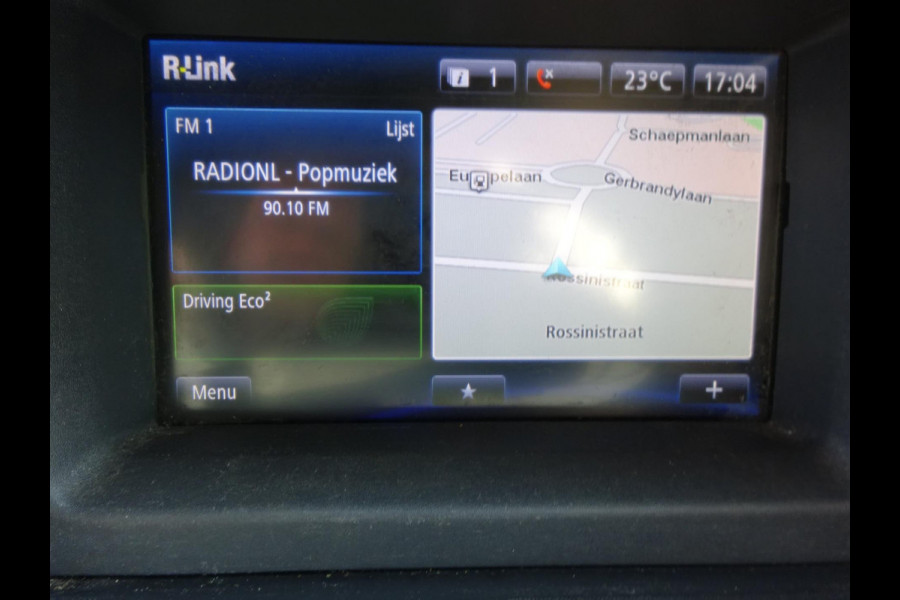 R-Link
1
23°C
17:04
FM 1
Lijst
RADIONL - Popmuziek
90.10 FM
Driving Eco²
Schaepmanlaan
Gerbrandylaan
Rossinistraat
Rossinistraat
Menu